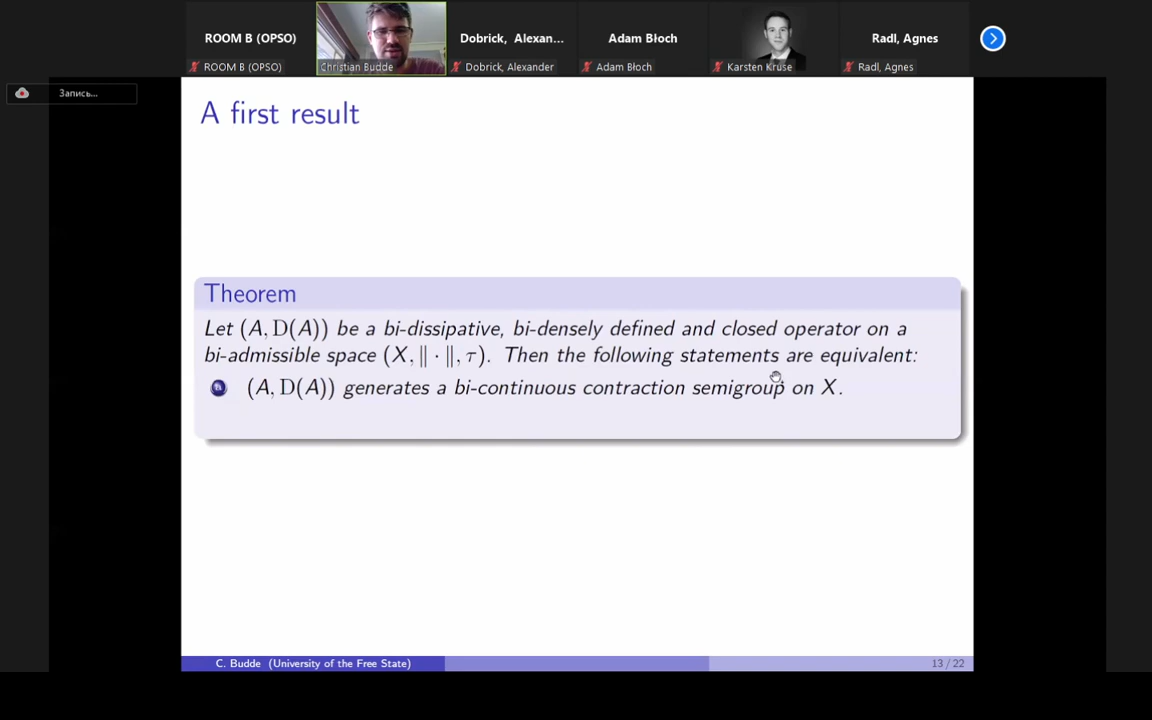 ROOM B (OPSO)
Dobrick, Alexan...
Adam Błoch
Radl, Agnes
ROOM B (OPSO)
Christian Budde
Dobrick, Alexander
Adam Błoch
Karsten Kruse
Radl, Agnes
Запись...
A first result
Theorem
Let (A, D(A)) be a bi-dissipative, bi-densely defined and closed operator on a
bi-admissible space (X, ‖ · ‖, τ). Then the following statements are equivalent:
(A, D(A)) generates a bi-continuous contraction semigroup on X.
C. Budde (University of the Free State)
13 / 22